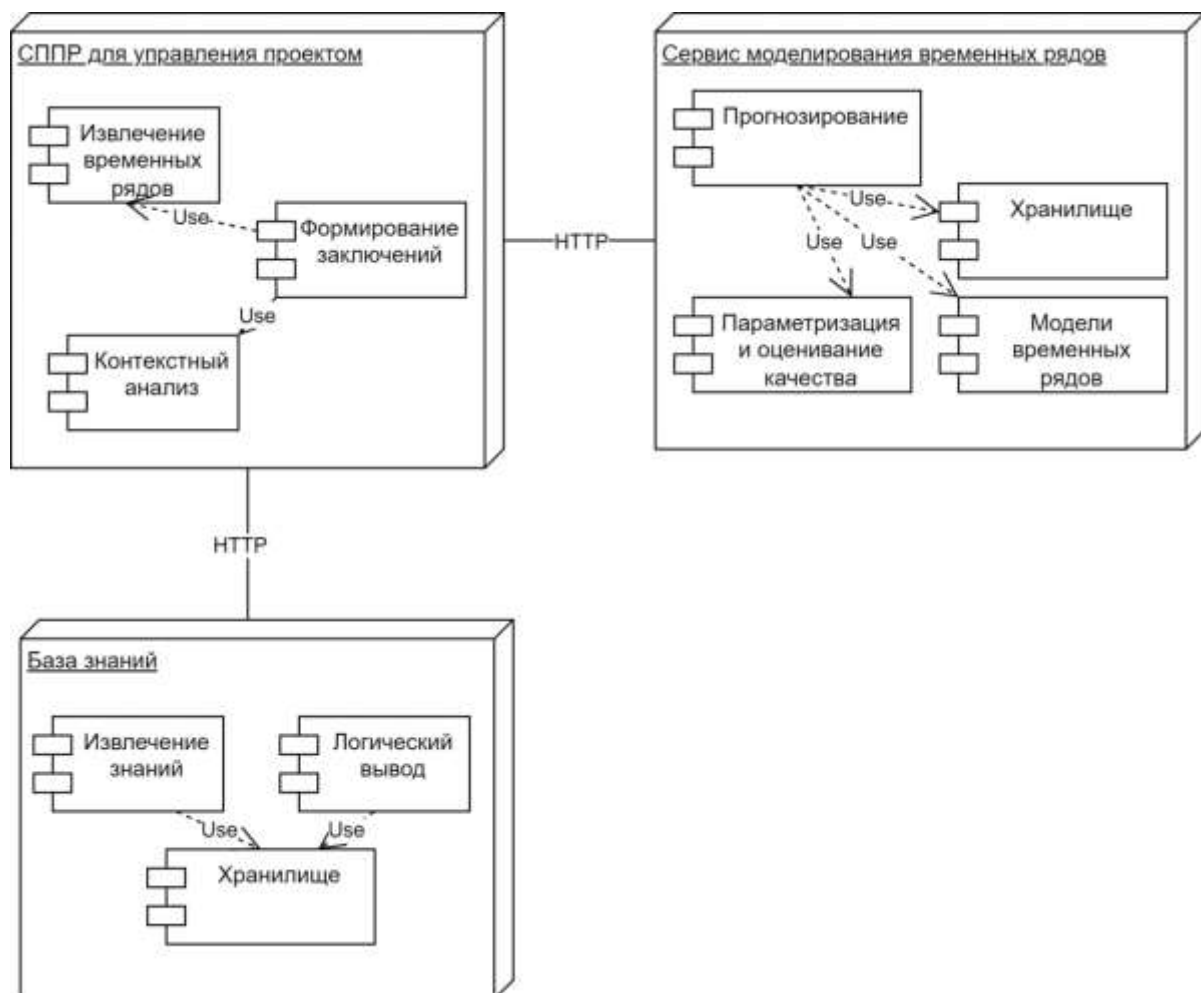 СППР для управления проектом
Извлечение
временных
рядов
Use
Формирование
заключений
Use
Контекстный
анализ
HTTP
Сервис моделирования временных рядов
Прогнозирование
Use
Хранилище
Use
Use
Параметризация
и оценивание
качества
Модели
временных
рядов
HTTP
База знаний
Извлечение
знаний
Логический
вывод
Use
Use
Хранилище